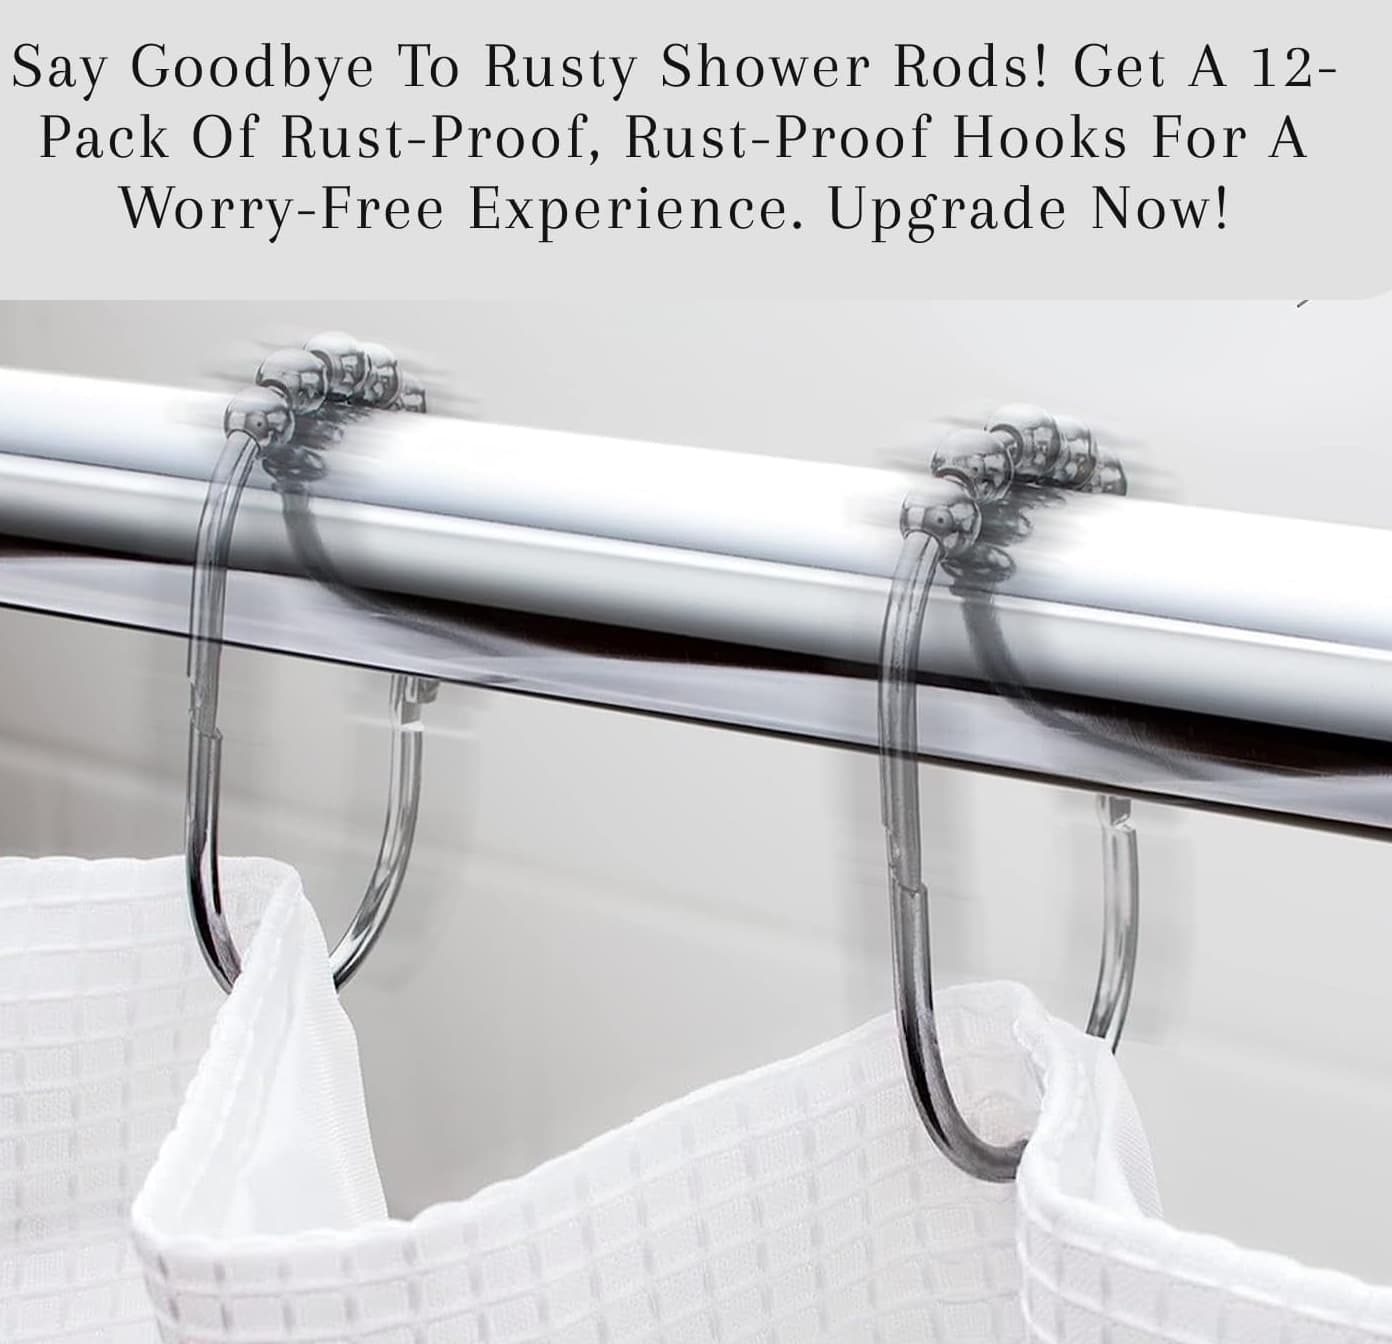 Say Goodbye To Rusty Shower Rods! Get A 12-
Pack Of Rust-Proof, Rust-Proof Hooks For A
Worry-Free Experience. Upgrade Now!